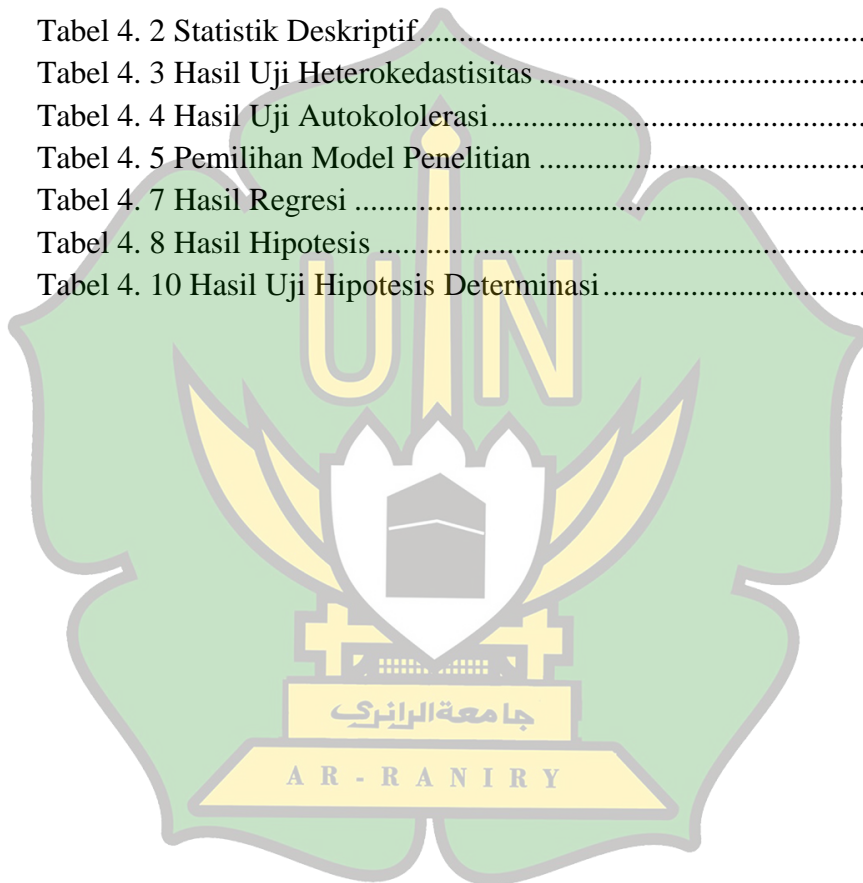 Tabel 4. 2 Statistik Deskriptif..................................................
Tabel 4. 3 Hasil Uji Heterokedastisitas ....................................
Tabel 4. 4 Hasil Uji Autokololerasi..........................................
Tabel 4. 5 Pemilihan Model Penelitian ....................................
Tabel 4. 7 Hasil Regresi ..........................................................
Tabel 4. 8 Hasil Hipotesis .......................................................
Tabel 4. 10 Hasil Uji Hipotesis Determinasi............................
U N
جامعة الرانري
AR-RANIRY